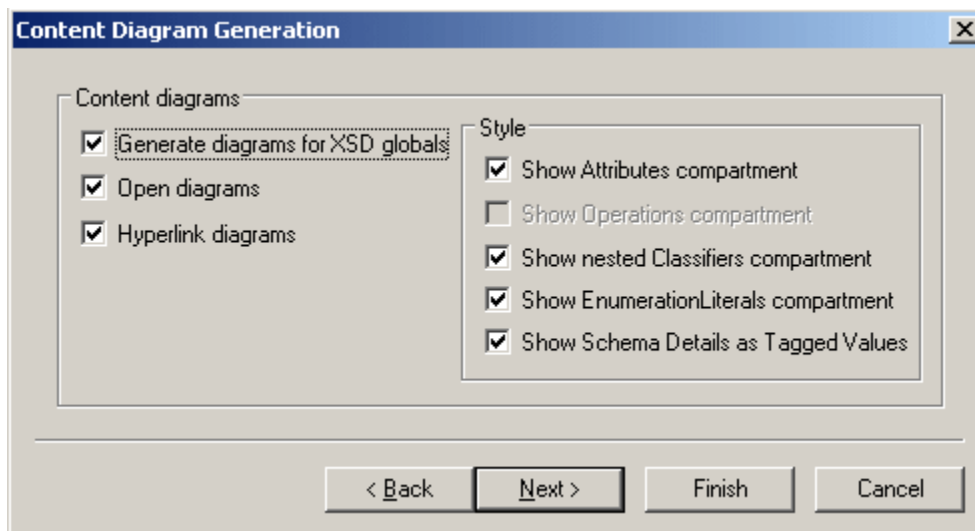 Content Diagram Generation
Content diagrams
Generate diagrams for XSD globals
Open diagrams
Hyperlink diagrams
Style
Show Attributes compartment
Show Operations compartment
Show nested Classifiers compartment
Show EnumerationLiterals compartment
Show Schema Details as Tagged Values
< Back
Next >
Finish
Cancel